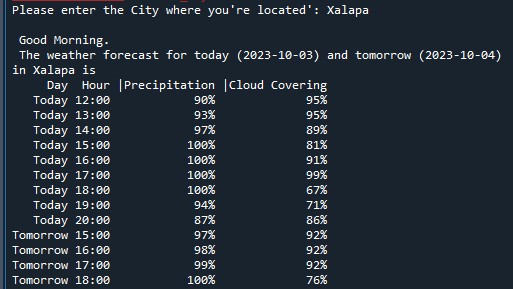 Please enter the City where you're located': Xalapa
Good Morning.
The weather forecast for today (2023-10-03) and tomorrow (2023-10-04)
in Xalapa is
Day Hour |Precipitation |Cloud Covering
Today 12:00 90% 95%
Today 13:00 93% 95%
Today 14:00 97% 89%
Today 15:00 100% 81%
Today 16:00 100% 91%
Today 17:00 100% 99%
Today 18:00 100% 67%
Today 19:00 94% 71%
Today 20:00 87% 86%
Tomorrow 15:00 97% 92%
Tomorrow 16:00 98% 92%
Tomorrow 17:00 99% 92%
Tomorrow 18:00 100% 76%